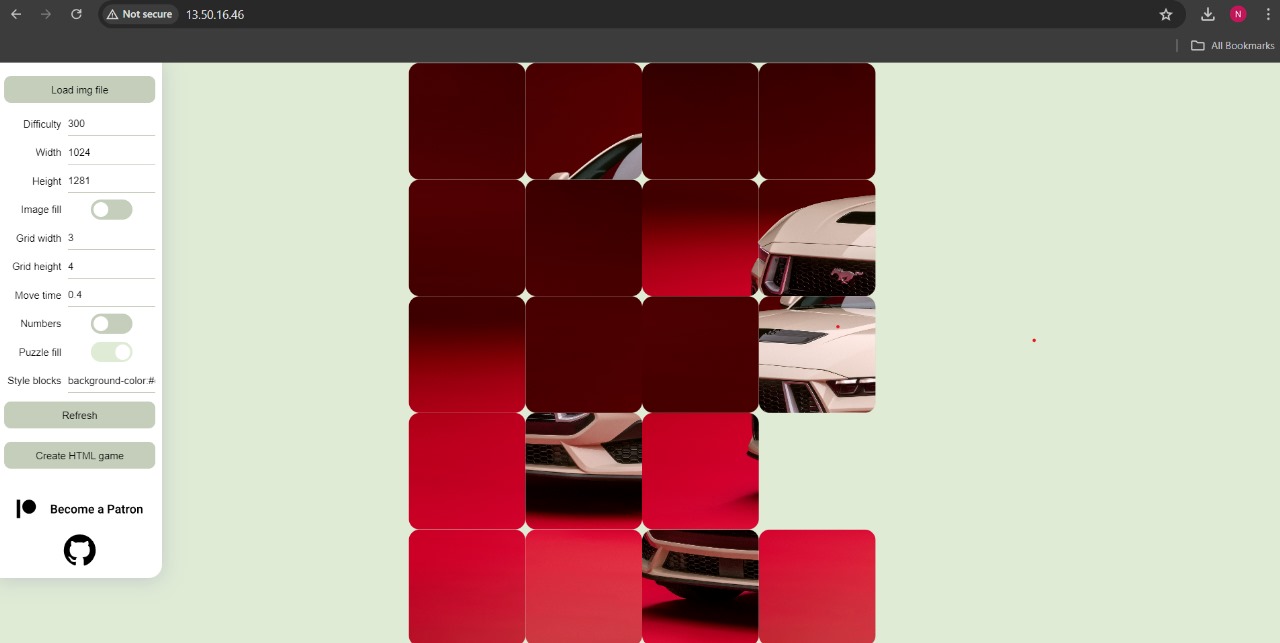 Not secure 13.50.16.46 N
All Bookmarks
Load img file
Difficulty 300
Width 1024
Height 1281
Image fill
Grid width 3
Grid height 4
Move time 0.4
Numbers
Puzzle fill
Style blocks background-color:#
Refresh
Create HTML game
Become a Patron